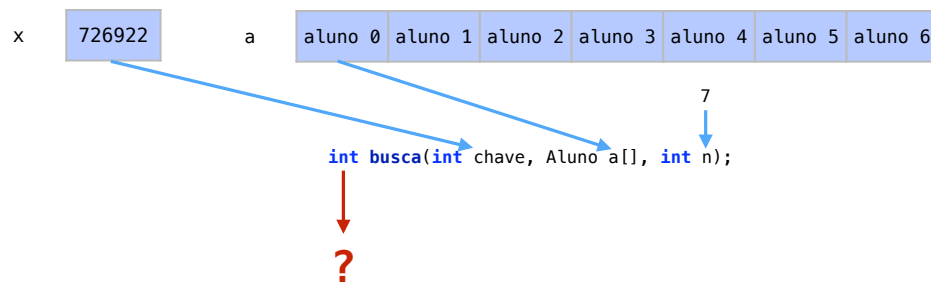 x 726922 a aluno 0 aluno 1 aluno 2 aluno 3 aluno 4 aluno 5 aluno 6
7
int busca(int chave, Aluno a[], int n);
?